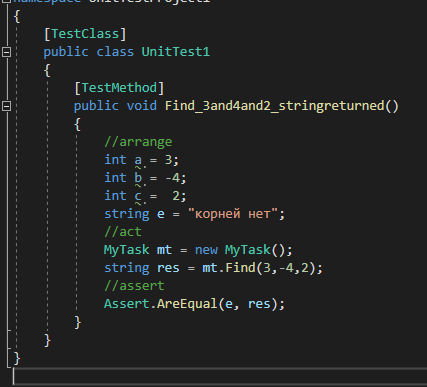 namespace UnitTestProject1
{
[TestClass]
public class UnitTest1
{
[TestMethod]
public void Find_3and4and2_stringreturned()
{
//arrange
int a = 3;
int b = -4;
int c =  2;
string e = "корней нет";
//act
MyTask mt = new MyTask();
string res = mt.Find(3,-4,2);
//assert
Assert.AreEqual(e, res);
}
}
}